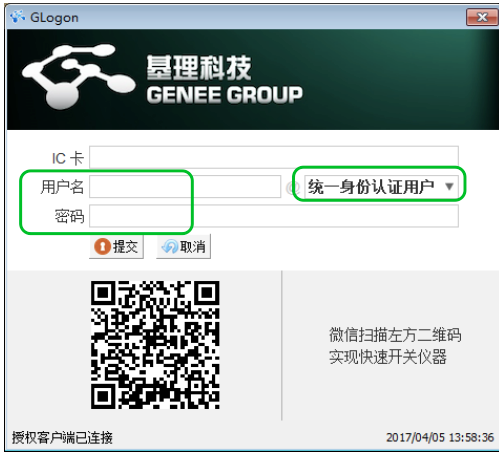 GLogon
基理科技
GENEE GROUP
IC 卡
用户名
@ 统一身份认证用户
密码
提交 取消
微信扫描左方二维码
实现快速开关仪器
授权客户端已连接 2017/04/05 13:58:36